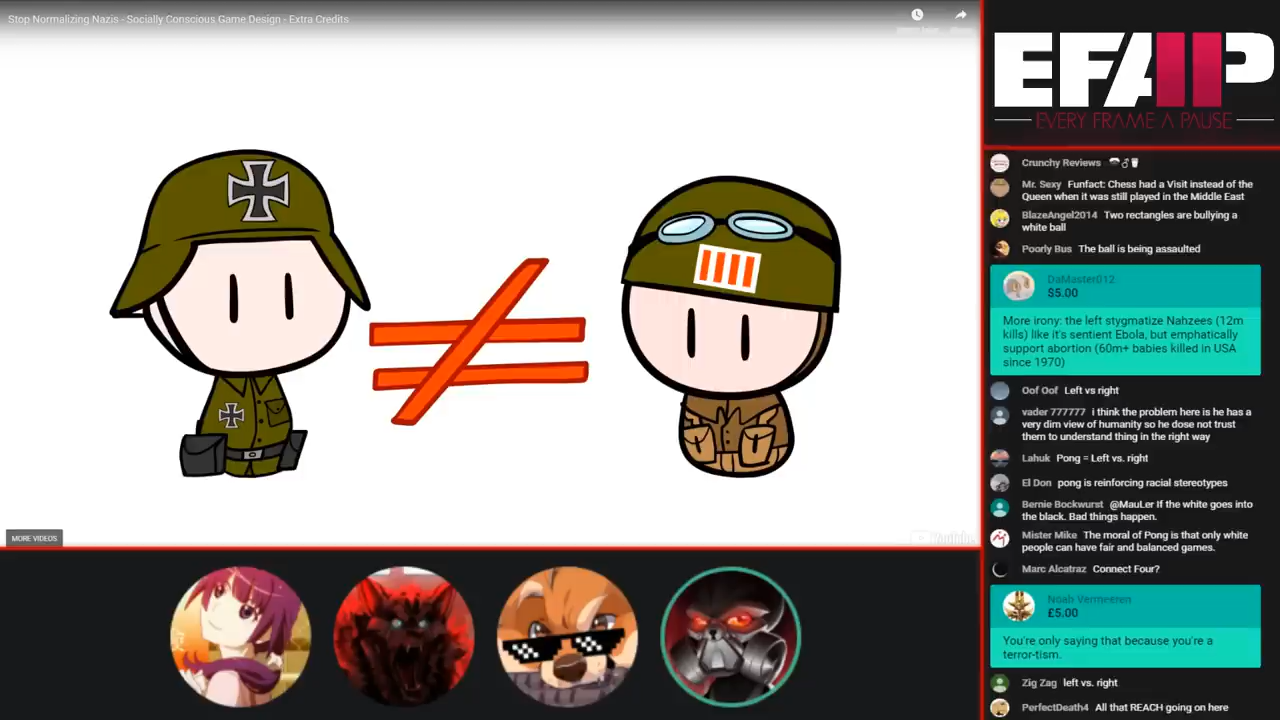 Stop Normalizing Nazis - Socially Conscious Game Design - Extra Credits
MORE VIDEOS
EFAP
EVERY FRAME A PAUSE
Crunchy Reviews
Mr. Sexy Funfact: Chess had a Visit instead of the
Queen when it was still played in the Middle East
BlazeAngel2014 Two rectangles are bullying a
white ball
Poorly Bus The ball is being assaulted
DaMaster012
$5.00
More irony: the left stigmatize Nahzees (12m
kills) like it's sentient Ebola, but emphatically
support abortion (60m+ babies killed in USA
since 1970)
Oof Oof Left vs right
vader 777777 i think the problem here is he has a
very dim view of humanity so he dose not trust
them to understand thing in the right way
Lahuk Pong = Left vs. right
El Don pong is reinforcing racial stereotypes
Bernie Bockwurst @MauLer If the white goes into
the black. Bad things happen.
Mister Mike The moral of Pong is that only white
people can have fair and balanced games.
Marc Alcatraz Connect Four?
Noah Vermeeren
£5.00
You're only saying that because you're a
terror-tism.
Zig Zag left vs. right
PerfectDeath4 All that REACH going on here